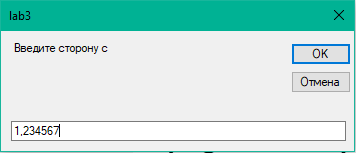 lab3
Введите сторону с
OK
Отмена
1,234567